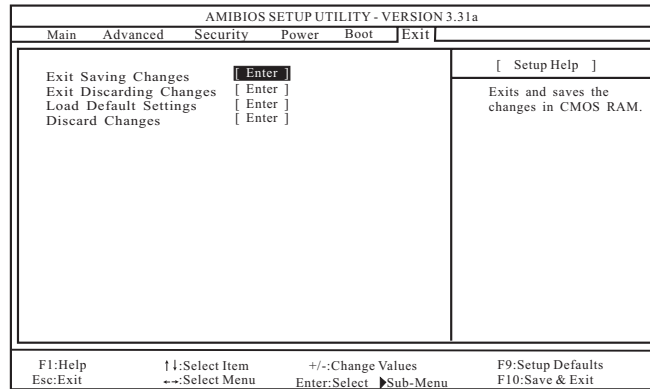 AMIBIOS SETUP UTILITY - VERSION 3.31a
Main Advanced Security Power Boot Exit
Exit Saving Changes [ Enter ]
Exit Discarding Changes [ Enter ]
Load Default Settings [ Enter ]
Discard Changes [ Enter ]
[ Setup Help ]
Exits and saves the
changes in CMOS RAM.
F1:Help ↑↓:Select Item +/-:Change Values F9:Setup Defaults
Esc:Exit ←→:Select Menu Enter:Select ▶Sub-Menu F10:Save & Exit